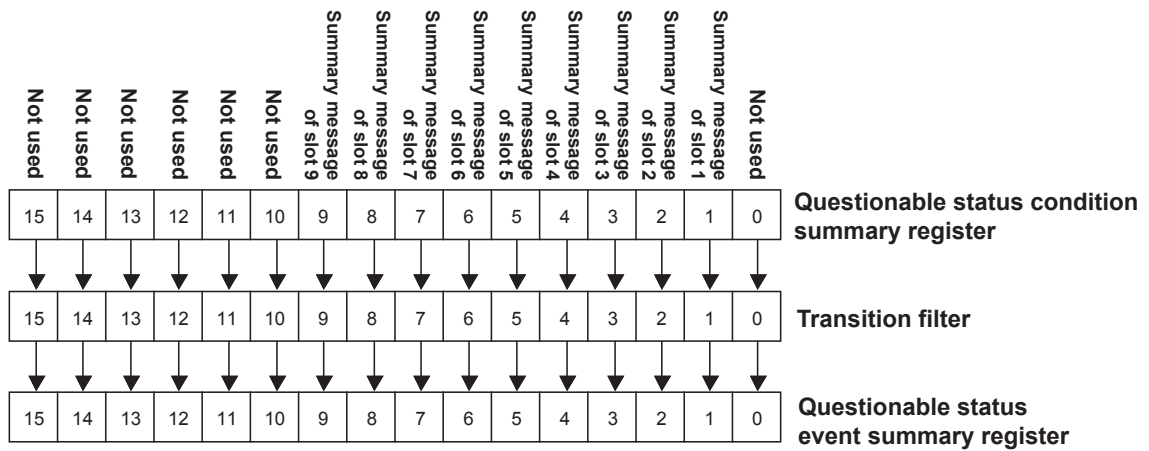 Not used
Not used
Not used
Not used
Not used
Not used
Summary message
of slot 9
Summary message
of slot 8
Summary message
of slot 7
Summary message
of slot 6
Summary message
of slot 5
Summary message
of slot 4
Summary message
of slot 3
Summary message
of slot 2
Summary message
of slot 1
Not used
15 14 13 12 11 10 9 8 7 6 5 4 3 2 1 0
Questionable status condition
summary register
15 14 13 12 11 10 9 8 7 6 5 4 3 2 1 0
Transition filter
15 14 13 12 11 10 9 8 7 6 5 4 3 2 1 0
Questionable status
event summary register